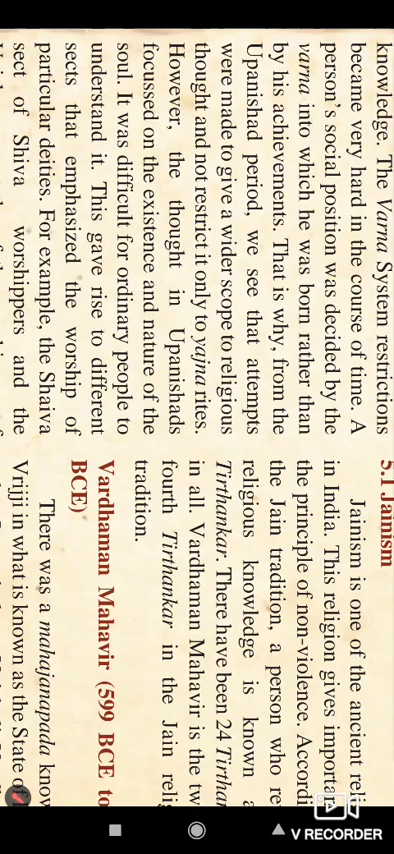 knowledge. The Varna System restrictions
became very hard in the course of time. A
person's social position was decided by the
varna into which he was born rather than
by his achievements. That is why, from the
Upanishad period, we see that attempts
were made to give a wider scope to religious
thought and not restrict it only to yajna rites.
However, the thought in Upanishads
focussed on the existence and nature of the
soul. It was difficult for ordinary people to
understand it. This gave rise to different
sects that emphasized the worship of
particular deities. For example, the Shaiva
sect of Shiva worshippers and the
5.1 Jainism
Jainism is one of the ancient reli
in India. This religion gives importan
the principle of non-violence. Accordi
the Jain tradition, a person who re
religious knowledge is known a
Tirthankar. There have been 24 Tirthan
in all. Vardhaman Mahavir is the tw
fourth Tirthankar in the Jain relig
tradition.
Vardhaman Mahavir (599 BCE to
BCE)
There was a mahajanapada know
Vrijji in what is known as the State o
V RECORDER